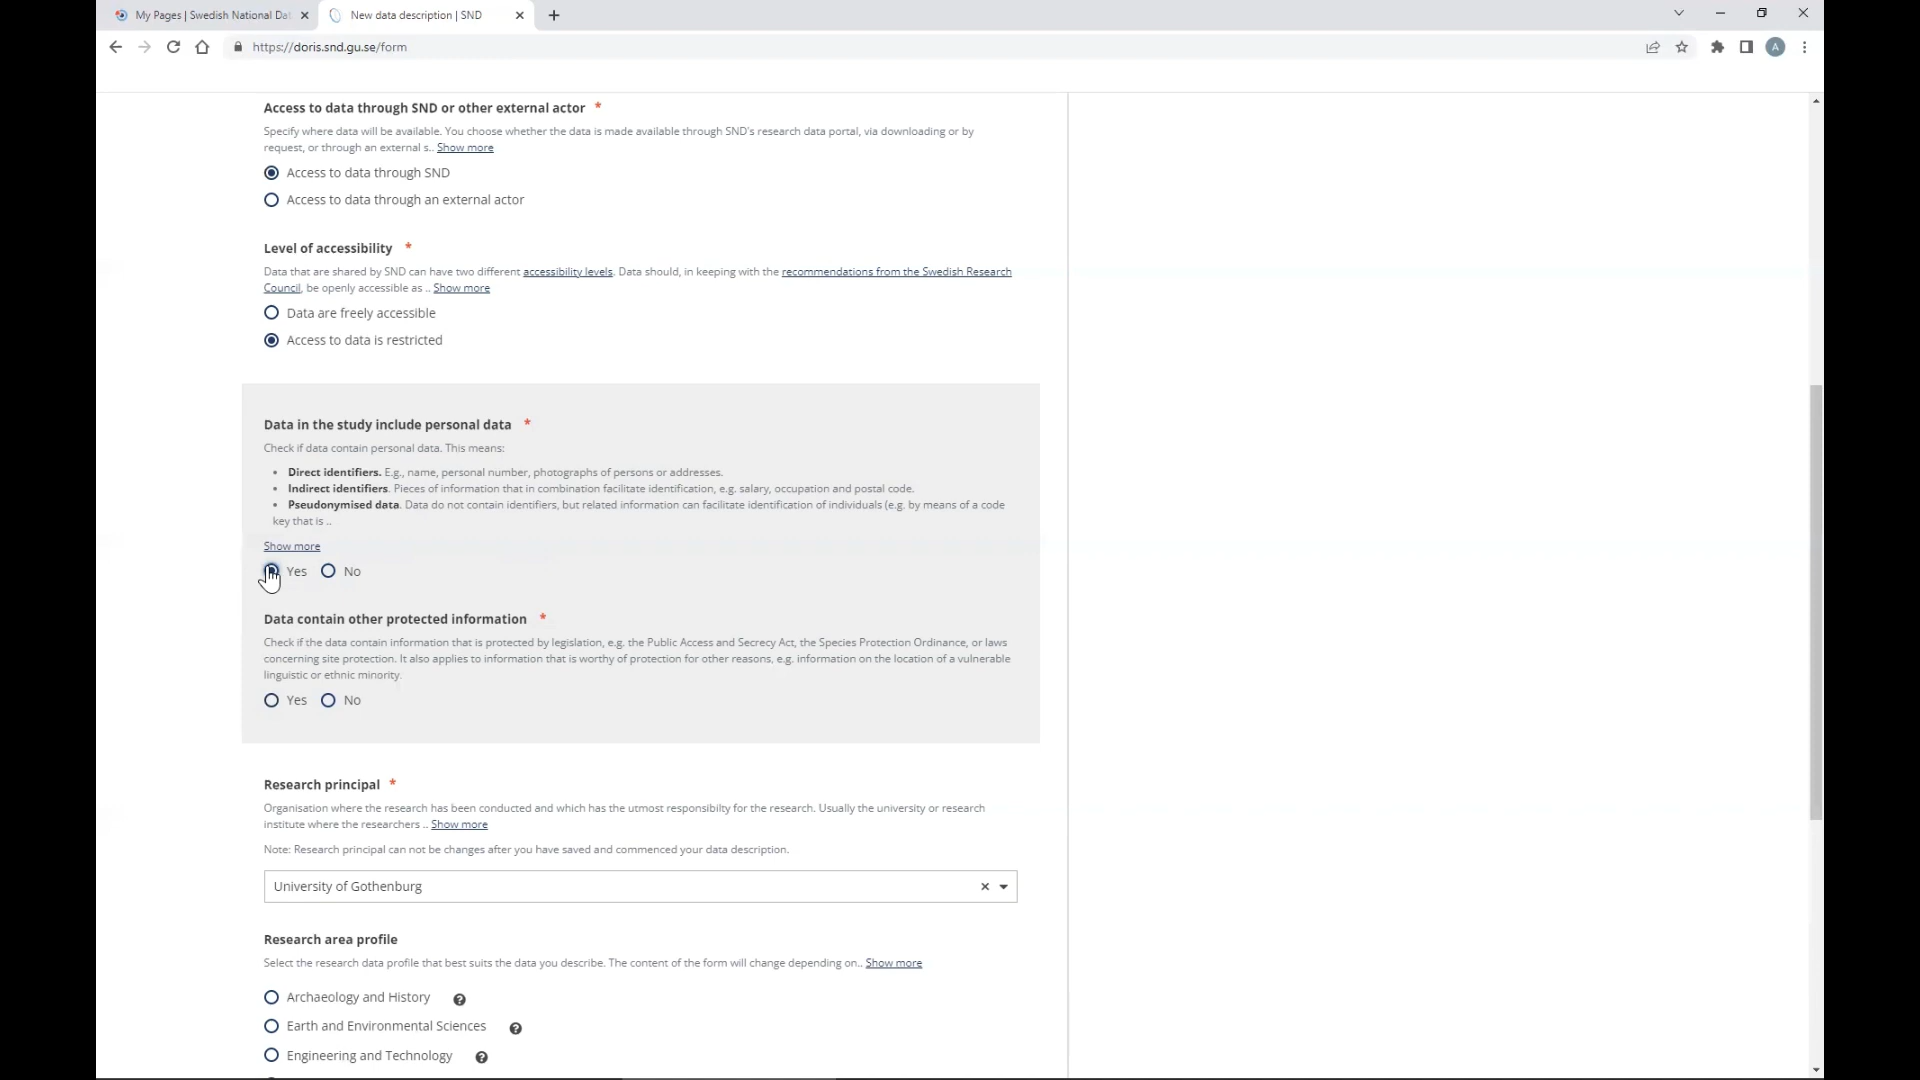 My Pages | Swedish National Dat
New data description | SND
https://doris.snd.gu.se/form
A
Access to data through SND or other external actor *
Specify where data will be available. You choose whether the data is made available through SND's research data portal, via downloading or by
request, or through an external s.. Show more
Access to data through SND
Access to data through an external actor
Level of accessibility *
Data that are shared by SND can have two different accessibility levels. Data should, in keeping with the recommendations from the Swedish Research
Council, be openly accessible as .. Show more
Data are freely accessible
Access to data is restricted
Data in the study include personal data *
Check if data contain personal data. This means:
• Direct identifiers. E.g., name, personal number, photographs of persons or addresses.
• Indirect identifiers. Pieces of information that in combination facilitate identification, e.g. salary, occupation and postal code.
• Pseudonymised data. Data do not contain identifiers, but related information can facilitate identification of individuals (e.g. by means of a code
key that is ..
Show more
Yes No
Data contain other protected information *
Check if the data contain information that is protected by legislation, e.g. the Public Access and Secrecy Act, the Species Protection Ordinance, or laws
concerning site protection. It also applies to information that is worthy of protection for other reasons, e.g. information on the location of a vulnerable
linguistic or ethnic minority.
Yes No
Research principal *
Organisation where the research has been conducted and which has the utmost responsibilty for the research. Usually the university or research
institute where the researchers .. Show more
Note: Research principal can not be changes after you have saved and commenced your data description.
University of Gothenburg
Research area profile
Select the research data profile that best suits the data you describe. The content of the form will change depending on.. Show more
Archaeology and History ?
Earth and Environmental Sciences ?
Engineering and Technology ?